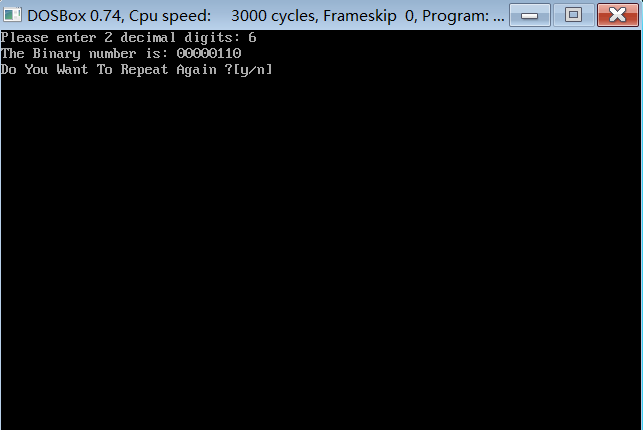 DOSBox 0.74, Cpu speed:    3000 cycles, Frameskip  0, Program: ...
Please enter 2 decimal digits: 6
The Binary number is: 00000110
Do You Want To Repeat Again ?[y/n]